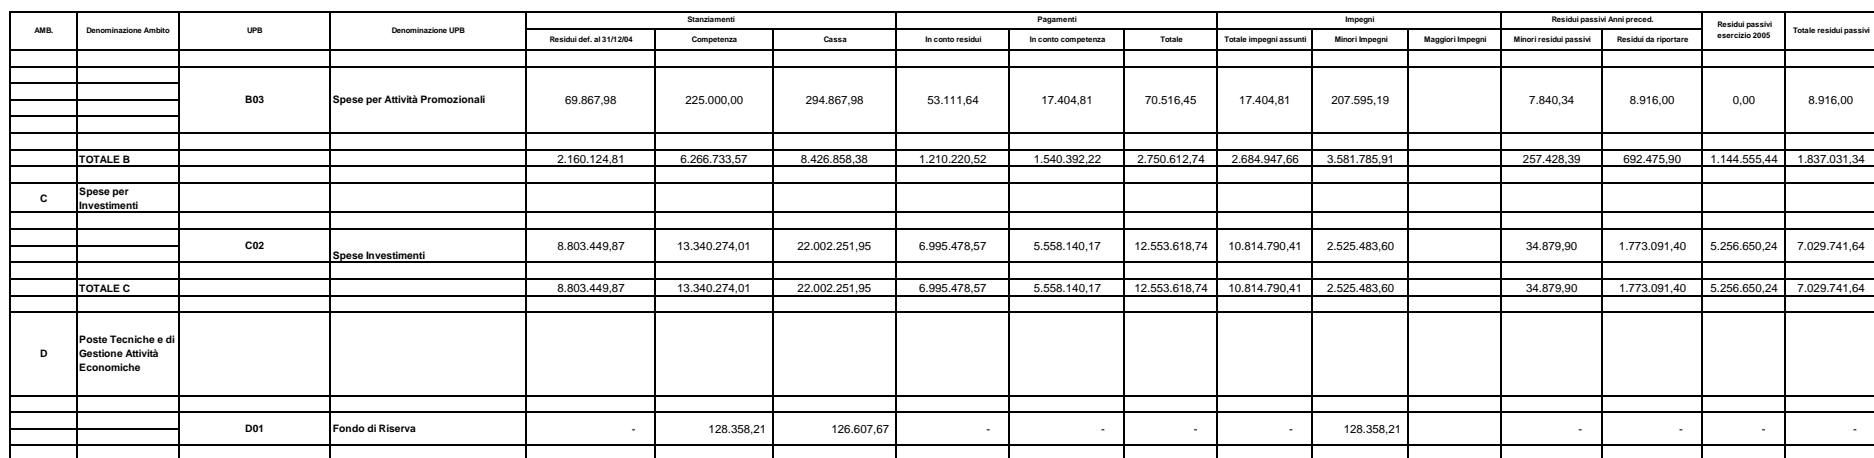 AMB. Denominazione Ambito UPB Denominazione UPB Stanziamenti Pagamenti Impegni Residui passivi Anni preced. Residui passivi esercizio 2005 Totale residui passivi
Residui def. al 31/12/04 Competenza Cassa In conto residui In conto competenza Totale Totale impegni assunti Minori Impegni Maggiori Impegni Minori residui passivi Residui da riportare
B03 Spese per Attività Promozionali 69.867,98 225.000,00 294.867,98 53.111,64 17.404,81 70.516,45 17.404,81 207.595,19 7.840,34 8.916,00 0,00 8.916,00
TOTALE B 2.160.124,81 6.266.733,57 8.426.858,38 1.210.220,52 1.540.392,22 2.750.612,74 2.684.947,66 3.581.785,91 257.428,39 692.475,90 1.144.555,44 1.837.031,34
C Spese per Investimenti
C02 Spese Investimenti 8.803.449,87 13.340.274,01 22.002.251,95 6.995.478,57 5.558.140,17 12.553.618,74 10.814.790,41 2.525.483,60 34.879,90 1.773.091,40 5.256.650,24 7.029.741,64
TOTALE C 8.803.449,87 13.340.274,01 22.002.251,95 6.995.478,57 5.558.140,17 12.553.618,74 10.814.790,41 2.525.483,60 34.879,90 1.773.091,40 5.256.650,24 7.029.741,64
D Poste Tecniche e di Gestione Attività Economiche
D01 Fondo di Riserva - 128.358,21 126.607,67 - - - - 128.358,21 - - - -